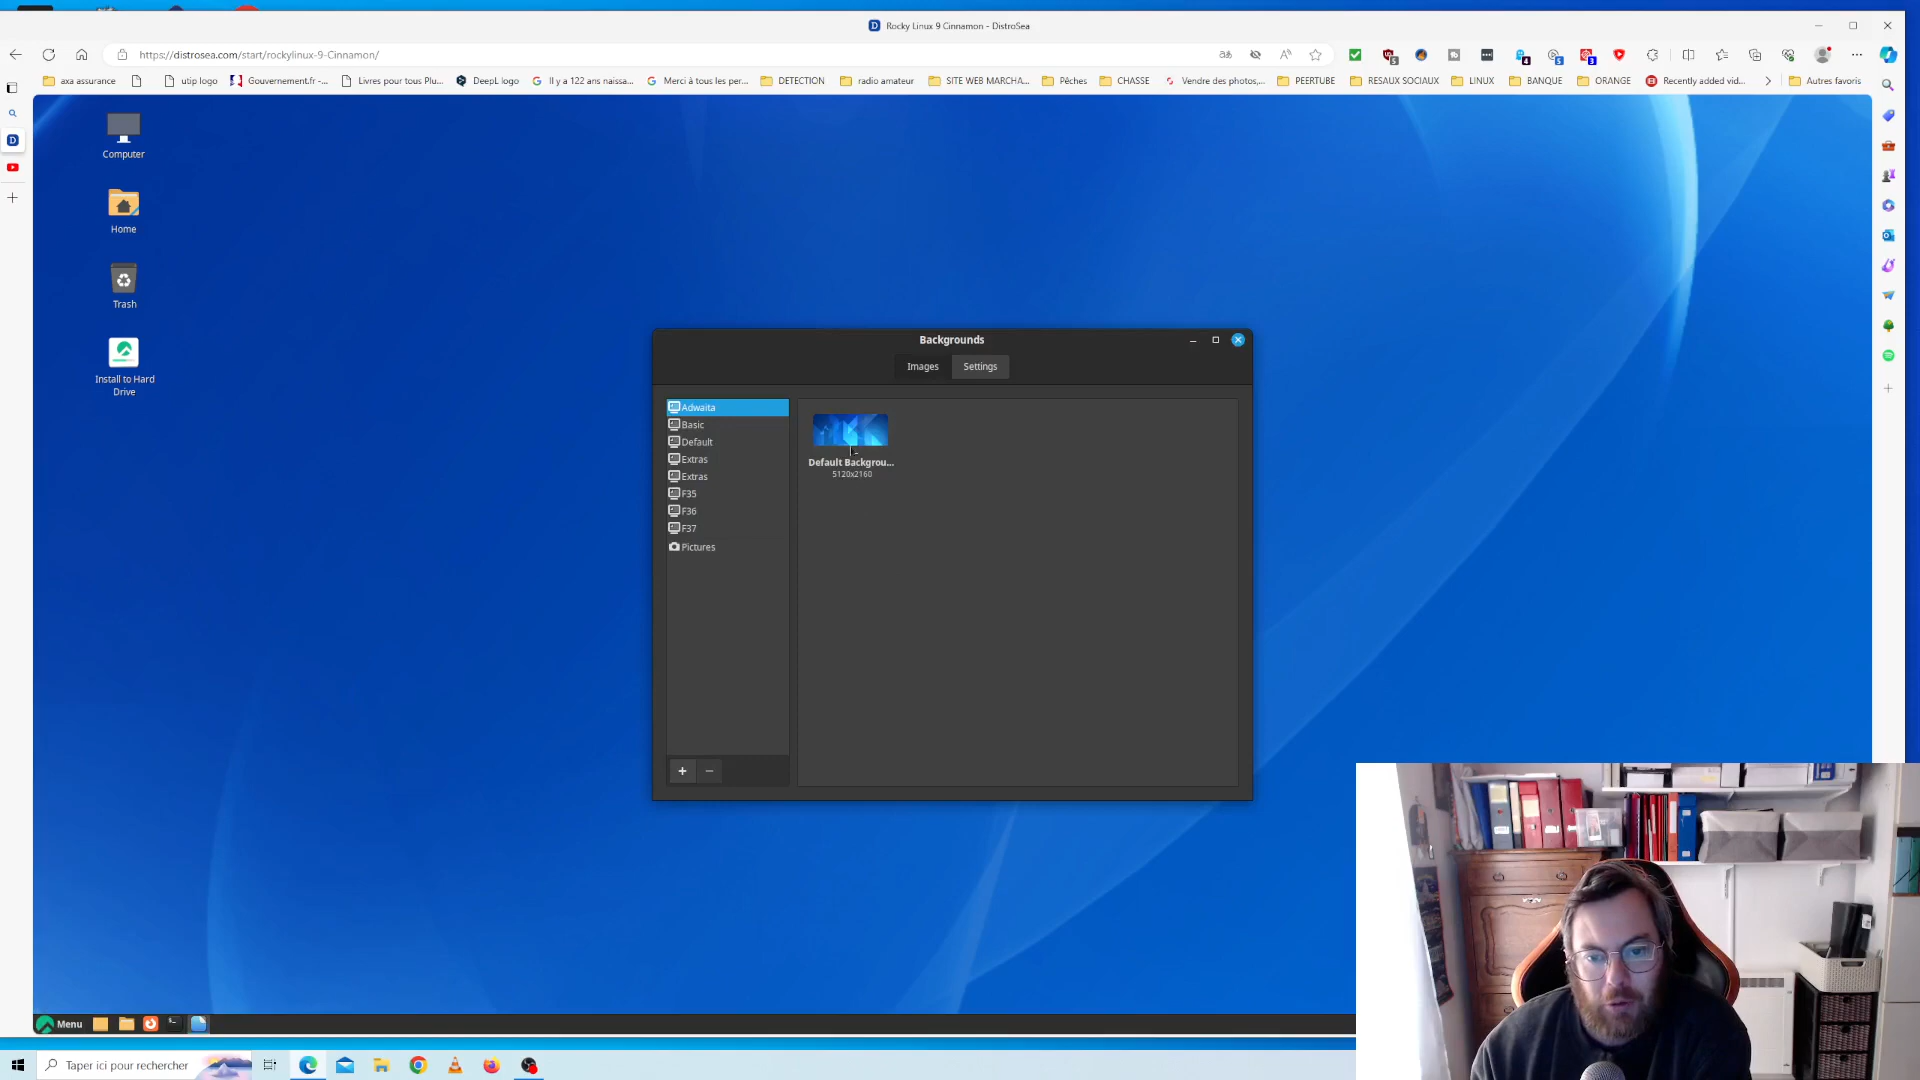 Rocky Linux 9 Cinnamon - DistroSea
https://distrosea.com/start/rockylinux-9-Cinnamon/
axa assurance
utip logo
Gouvernement.fr -...
Livres pour tous Plu...
DeepL logo
Il y a 122 ans naissa...
Merci à tous les per...
DETECTION
radio amateur
SITE WEB MARCHA...
Pêches
CHASSE
Vendre des photos,...
PEERTUBE
RESAUX SOCIAUX
LINUX
BANQUE
ORANGE
Recently added vid...
Autres favoris
Computer
Home
Trash
Install to Hard
Drive
Backgrounds
Images
Settings
Adwaita
Basic
Default
Extras
Extras
F35
F36
F37
Pictures
Default Backgrou...
5120x2160
Menu
Taper ici pour rechercher